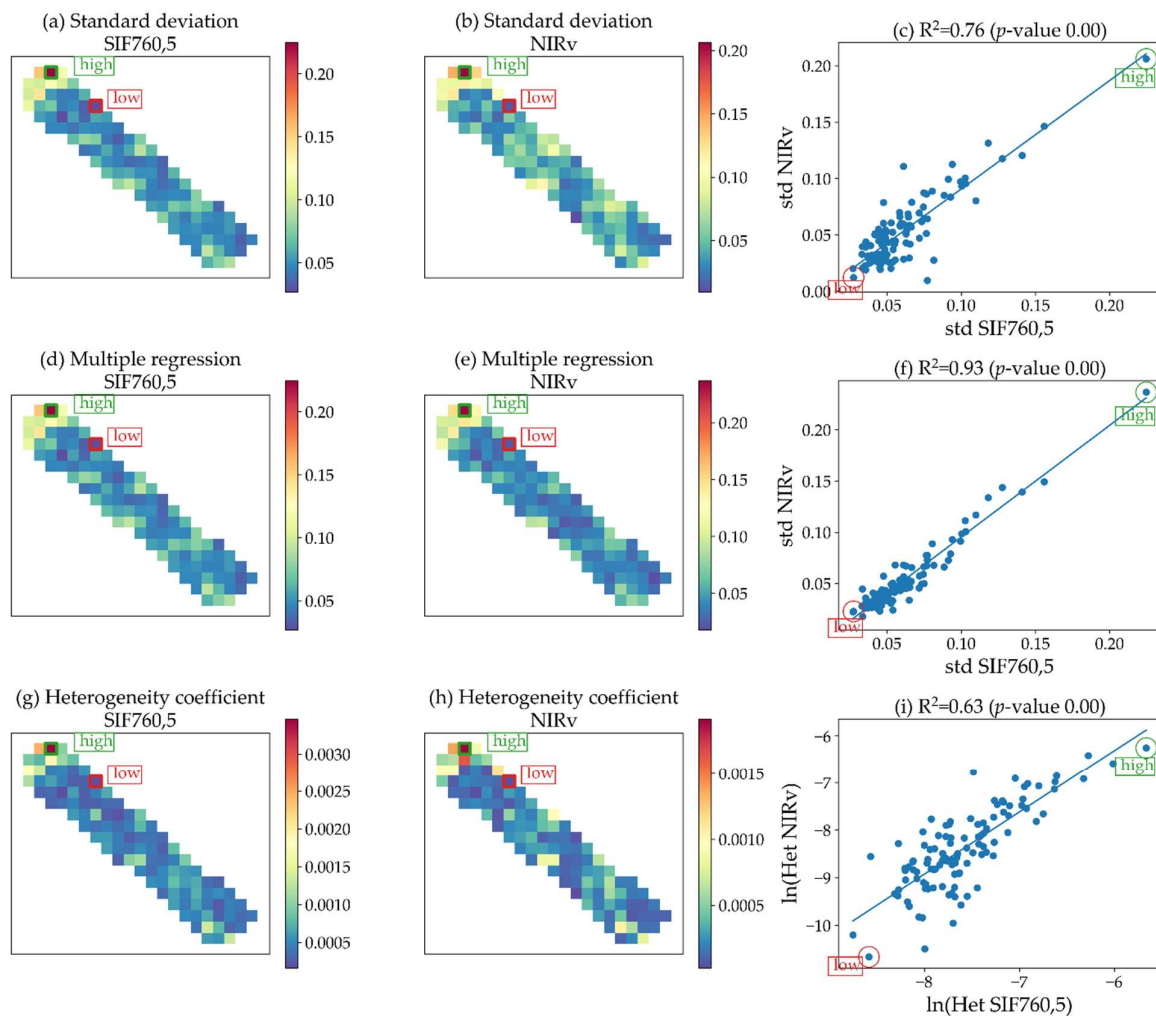 (a) Standard deviation
SIF760,5
high
low
0.20
0.15
0.10
0.05
(b) Standard deviation
NIRv
high
low
0.20
0.15
0.10
0.05
(c) R²=0.76 (p-value 0.00)
std NIRv
0.20
0.15
0.10
0.05
0.00
high
low
0.05 0.10 0.15 0.20
std SIF760,5
(d) Multiple regression
SIF760,5
high
low
0.20
0.15
0.10
0.05
(e) Multiple regression
NIRv
high
low
0.20
0.15
0.10
0.05
(f) R²=0.93 (p-value 0.00)
std NIRv
0.20
0.15
0.10
0.05
high
low
0.05 0.10 0.15 0.20
std SIF760,5
(g) Heterogeneity coefficient
SIF760,5
high
low
0.0030
0.0025
0.0020
0.0015
0.0010
0.0005
(h) Heterogeneity coefficient
NIRv
high
low
0.0015
0.0010
0.0005
(i) R²=0.63 (p-value 0.00)
ln(Het NIRv)
−6
−7
−8
−9
−10
high
low
−8 −7 −6
ln(Het SIF760,5)